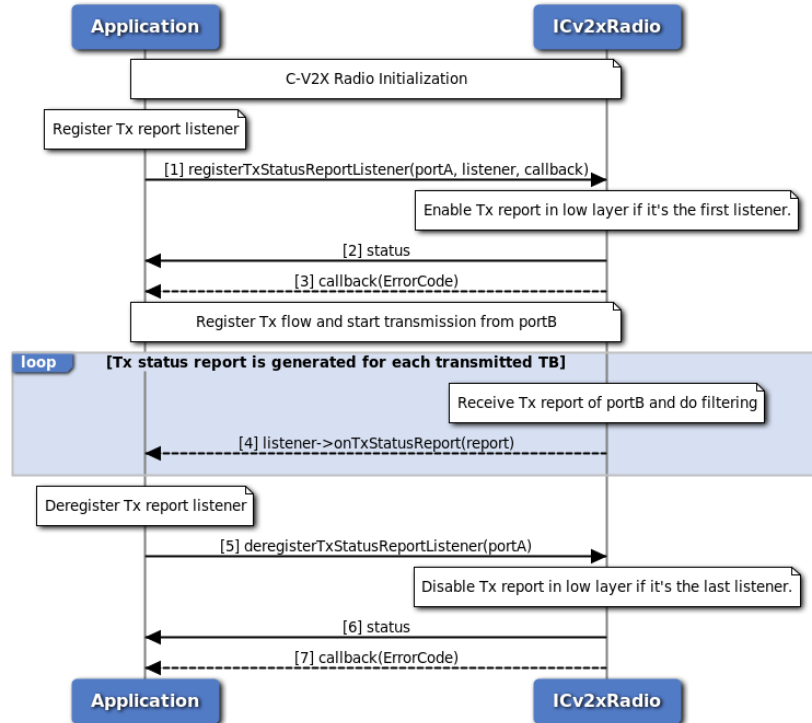 Application
ICv2xRadio
C-V2X Radio Initialization
Register Tx report listener
[1] registerTxStatusReportListener(portA, listener, callback)
Enable Tx report in low layer if it's the first listener.
[2] status
[3] callback(ErrorCode)
Register Tx flow and start transmission from portB
loop
[Tx status report is generated for each transmitted TB]
Receive Tx report of portB and do filtering
[4] listener->onTxStatusReport(report)
Deregister Tx report listener
[5] deregisterTxStatusReportListener(portA)
Disable Tx report in low layer if it's the last listener.
[6] status
[7] callback(ErrorCode)
Application
ICv2xRadio